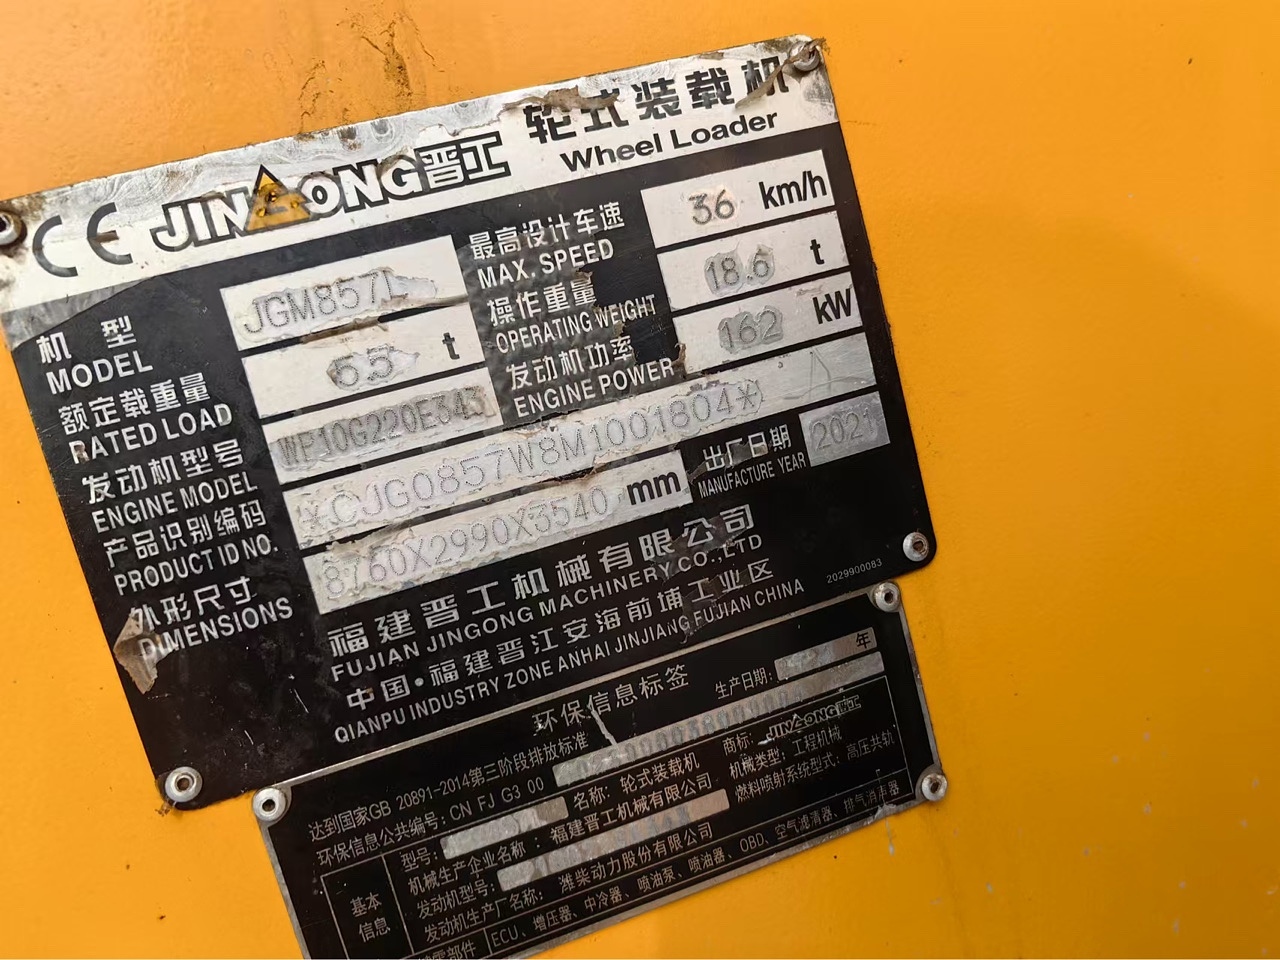 CE JINGONG晋工 轮式装载机
Wheel Loader
机型 JGM857L 最高设计车速 36 km/h
MODEL MAX. SPEED
额定载重量 5.5 t 操作重量 18.6 t
RATED LOAD OPERATING WEIGHT
发动机型号 WP10G220E343 发动机功率 162 kW
ENGINE MODEL ENGINE POWER
产品识别编码 *CJG0857W8M1001804*
PRODUCT ID NO.
外形尺寸 8760X2990X3540 mm 出厂日期 2021
DIMENSIONS MANUFACTURE YEAR
福建晋工机械有限公司
FUJIAN JINGONG MACHINERY CO.,LTD
中国·福建晋江安海前埔工业区
QIANPU INDUSTRY ZONE ANHAI JINJIANG FUJIAN CHINA
2029900083
环保信息标签
生产日期: 年
达到国家GB 20891-2014第三阶段排放标准
环保信息公共编号: CN FJ G3 00
商标: JINGONG晋工
型号: 名称: 轮式装载机 机械类型: 工程机械
机械生产企业名称: 福建晋工机械有限公司
发动机型号: 燃料喷射系统型式: 高压共轨
发动机生产厂名称: 潍柴动力股份有限公司
基本
信息
ECU、增压器、中冷器、喷油泵、喷油器、OBD、空气滤清器、排气消声器